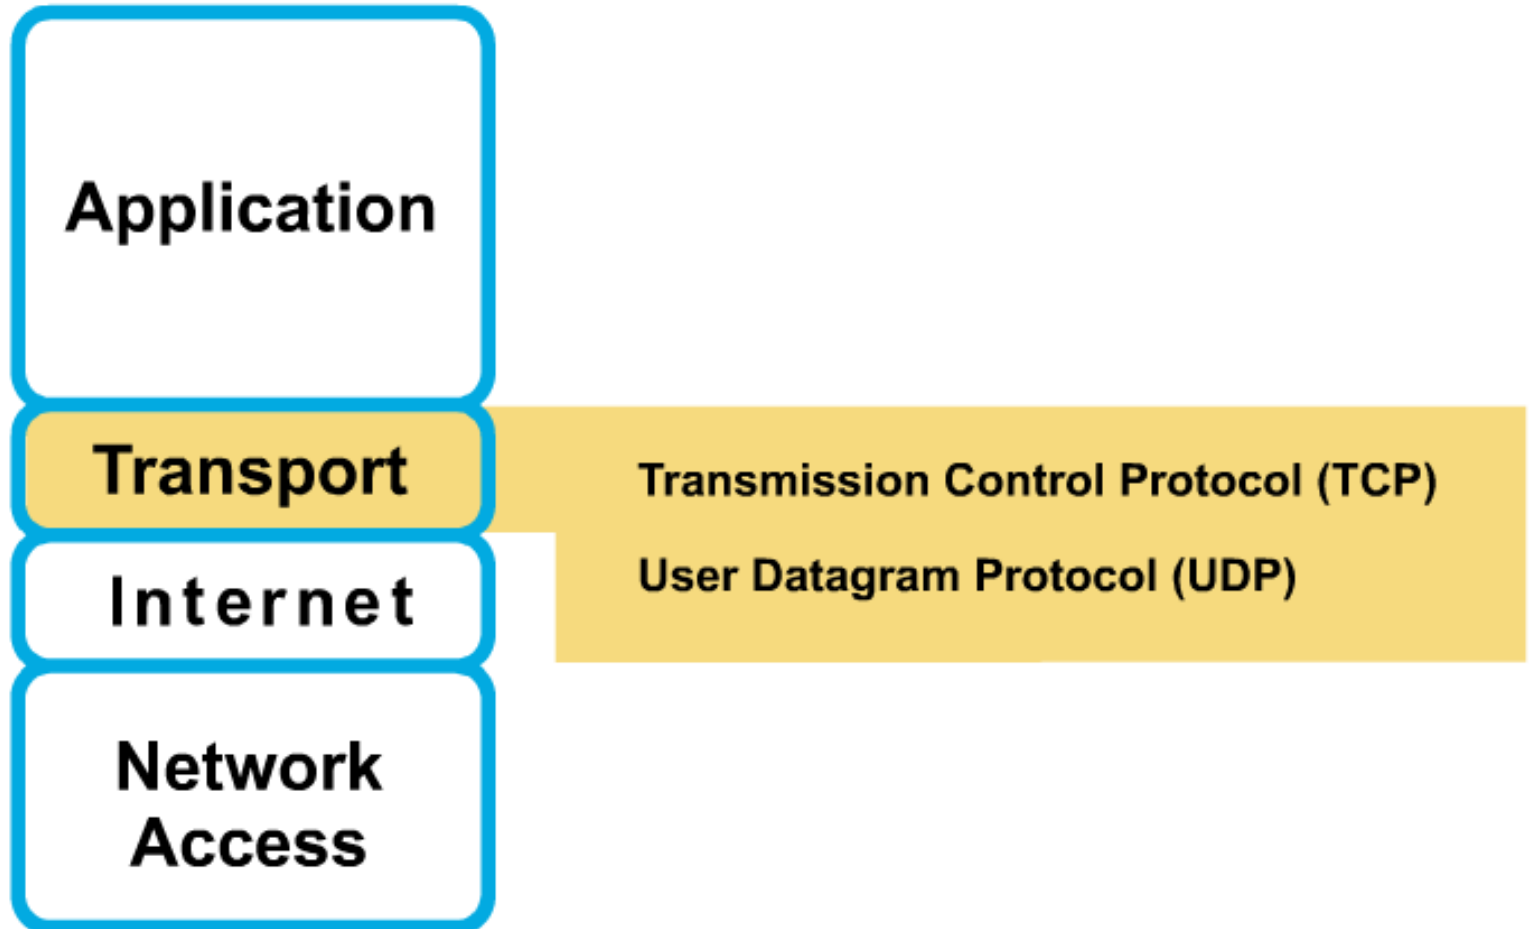 Application
Transport
Transmission Control Protocol (TCP)
User Datagram Protocol (UDP)
Internet
Network
Access